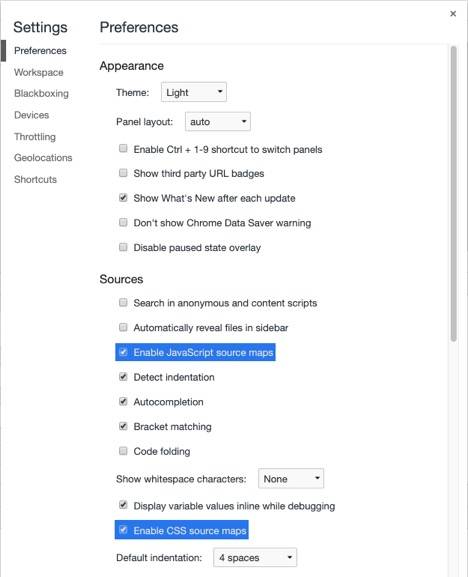 Settings
Preferences
Workspace
Blackboxing
Devices
Throttling
Geolocations
Shortcuts
Preferences
Appearance
Theme: Light
Panel layout: auto
Enable Ctrl + 1-9 shortcut to switch panels
Show third party URL badges
Show What's New after each update
Don't show Chrome Data Saver warning
Disable paused state overlay
Sources
Search in anonymous and content scripts
Automatically reveal files in sidebar
Enable JavaScript source maps
Detect indentation
Autocompletion
Bracket matching
Code folding
Show whitespace characters: None
Display variable values inline while debugging
Enable CSS source maps
Default indentation: 4 spaces